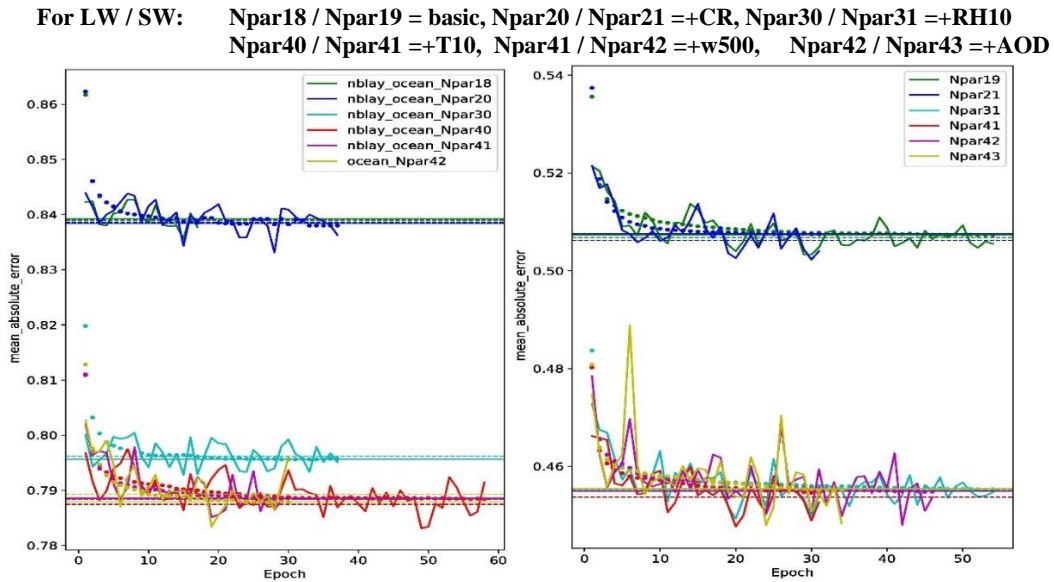 For LW / SW: Npar18 / Npar19 = basic, Npar20 / Npar21 =+CR, Npar30 / Npar31 =+RH10
Npar40 / Npar41 =+T10, Npar41 / Npar42 =+w500, Npar42 / Npar43 =+AOD
mean_absolute_error
0.86
0.85
0.84
0.83
0.82
0.81
0.80
0.79
0.78
nblay_ocean_Npar18
nblay_ocean_Npar20
nblay_ocean_Npar30
nblay_ocean_Npar40
nblay_ocean_Npar41
ocean_Npar42
0 10 20 30 40 50 60
Epoch
mean_absolute_error
0.54
0.52
0.50
0.48
0.46
Npar19
Npar21
Npar31
Npar41
Npar42
Npar43
0 10 20 30 40 50
Epoch